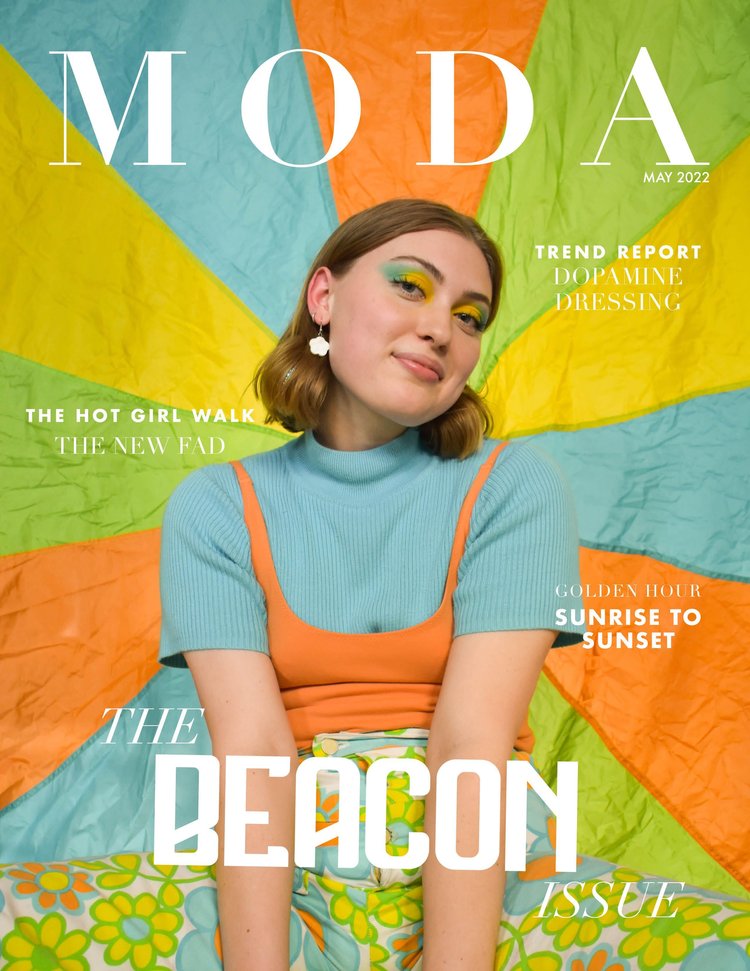 MODA
MAY 2022
TREND REPORT
DOPAMINE
DRESSING
THE HOT GIRL WALK
THE NEW FAD
GOLDEN HOUR
SUNRISE TO
SUNSET
THE
BEACON
ISSUE